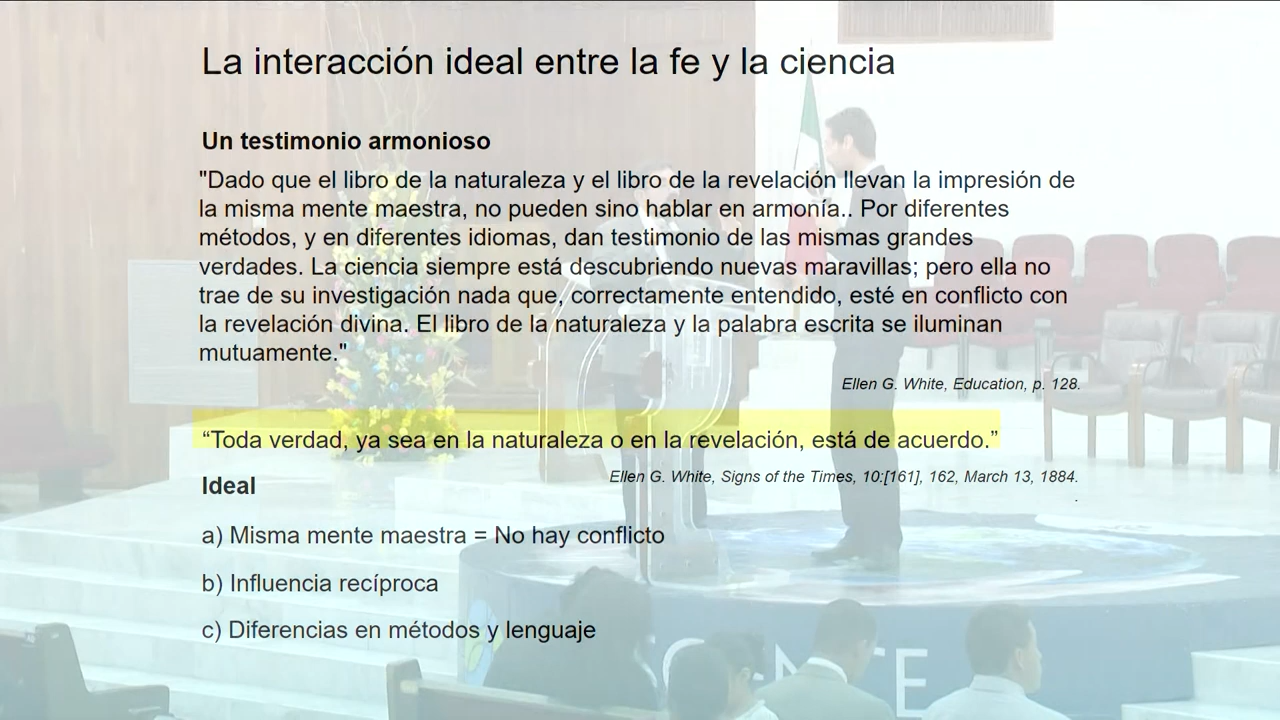 La interacción ideal entre la fe y la ciencia
Un testimonio armonioso
"Dado que el libro de la naturaleza y el libro de la revelación llevan la impresión de
la misma mente maestra, no pueden sino hablar en armonía.. Por diferentes
métodos, y en diferentes idiomas, dan testimonio de las mismas grandes
verdades. La ciencia siempre está descubriendo nuevas maravillas; pero ella no
trae de su investigación nada que, correctamente entendido, esté en conflicto con
la revelación divina. El libro de la naturaleza y la palabra escrita se iluminan
mutuamente."
Ellen G. White, Education, p. 128.
“Toda verdad, ya sea en la naturaleza o en la revelación, está de acuerdo.”
Ellen G. White, Signs of the Times, 10:[161], 162, March 13, 1884.
.
Ideal
a) Misma mente maestra = No hay conflicto
b) Influencia recíproca
c) Diferencias en métodos y lenguaje